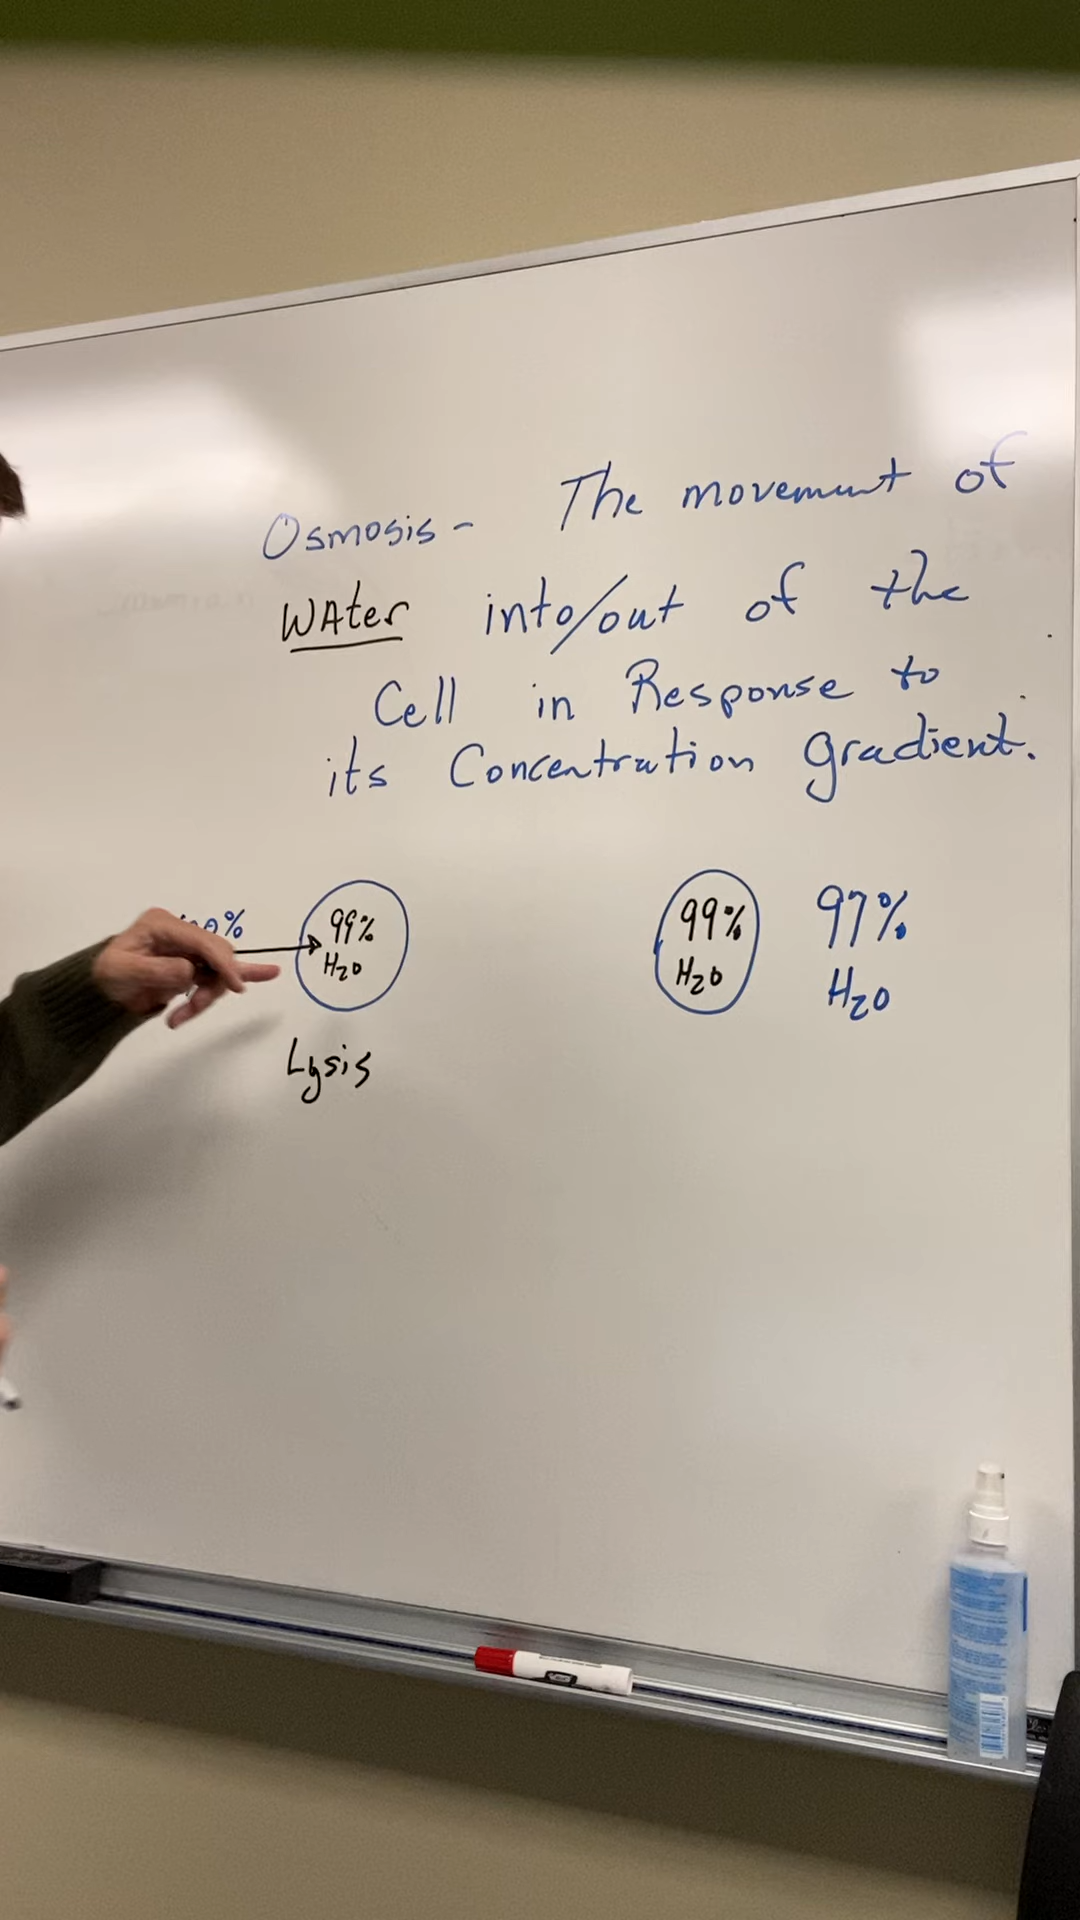 Osmosis - The movement of
WAter into/out of the
Cell in Response to
its Concentration gradient.
99%
H2O
Lysis
99%
H2O
97%
H2O